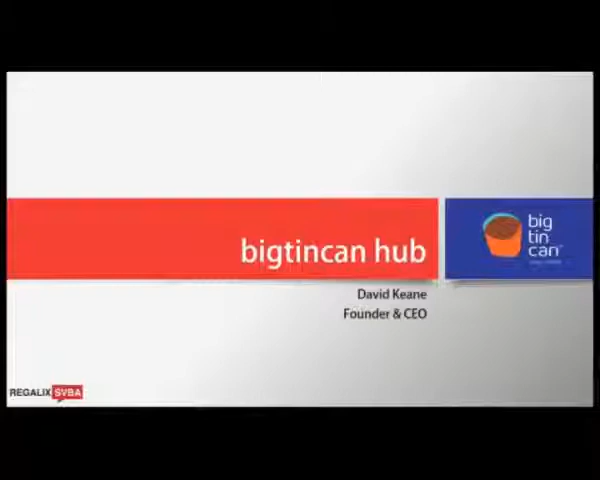 bigtincan hub
big
tin
can
David Keane
Founder & CEO
REGALIX SVBA